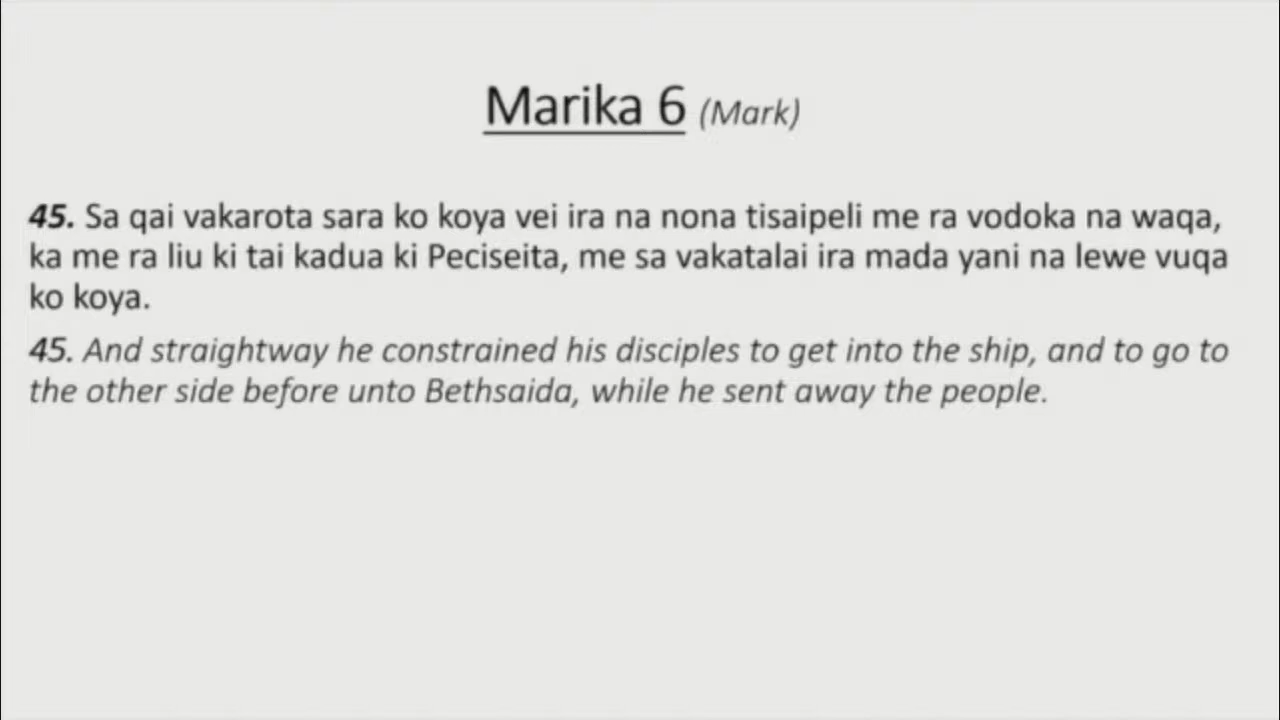 Marika 6 (Mark)
45. Sa qai vakarota sara ko koya vei ira na nona tisaipeli me ra vodoka na waqa,
ka me ra liu ki tai kadua ki Peciseita, me sa vakatalai ira mada yani na lewe vuqa
ko koya.
45. And straightway he constrained his disciples to get into the ship, and to go to
the other side before unto Bethsaida, while he sent away the people.